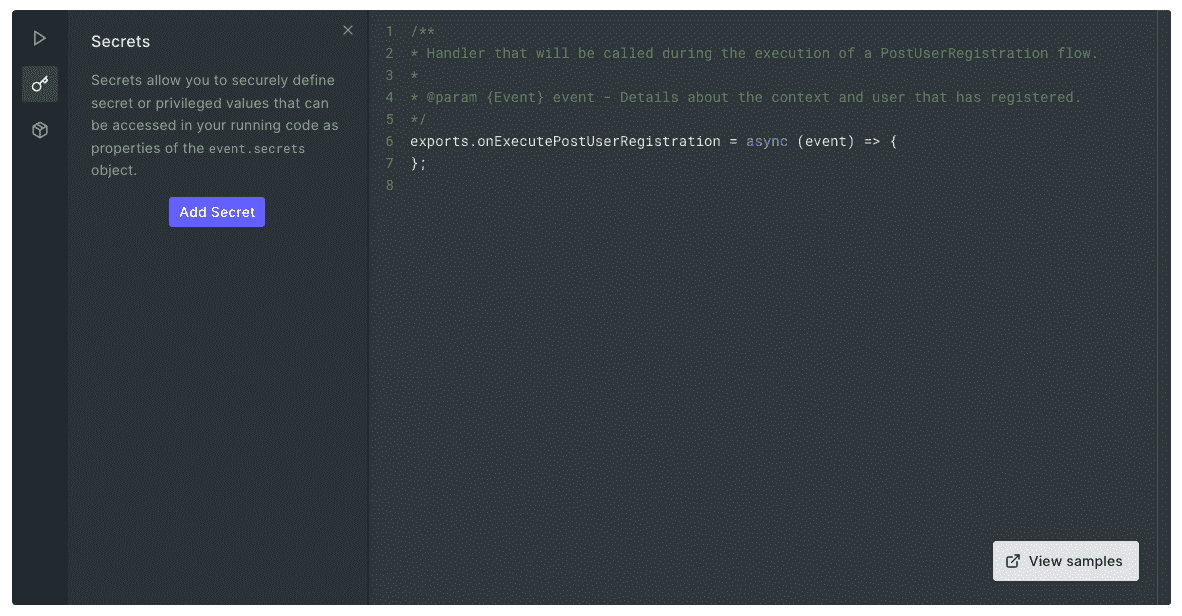 Secrets
Secrets allow you to securely define
secret or privileged values that can
be accessed in your running code as
properties of the event.secrets
object.
Add Secret
1 /**
2 * Handler that will be called during the execution of a PostUserRegistration flow.
3 *
4 * @param {Event} event - Details about the context and user that has registered.
5 */
6 exports.onExecutePostUserRegistration = async (event) => {
7 };
8
View samples